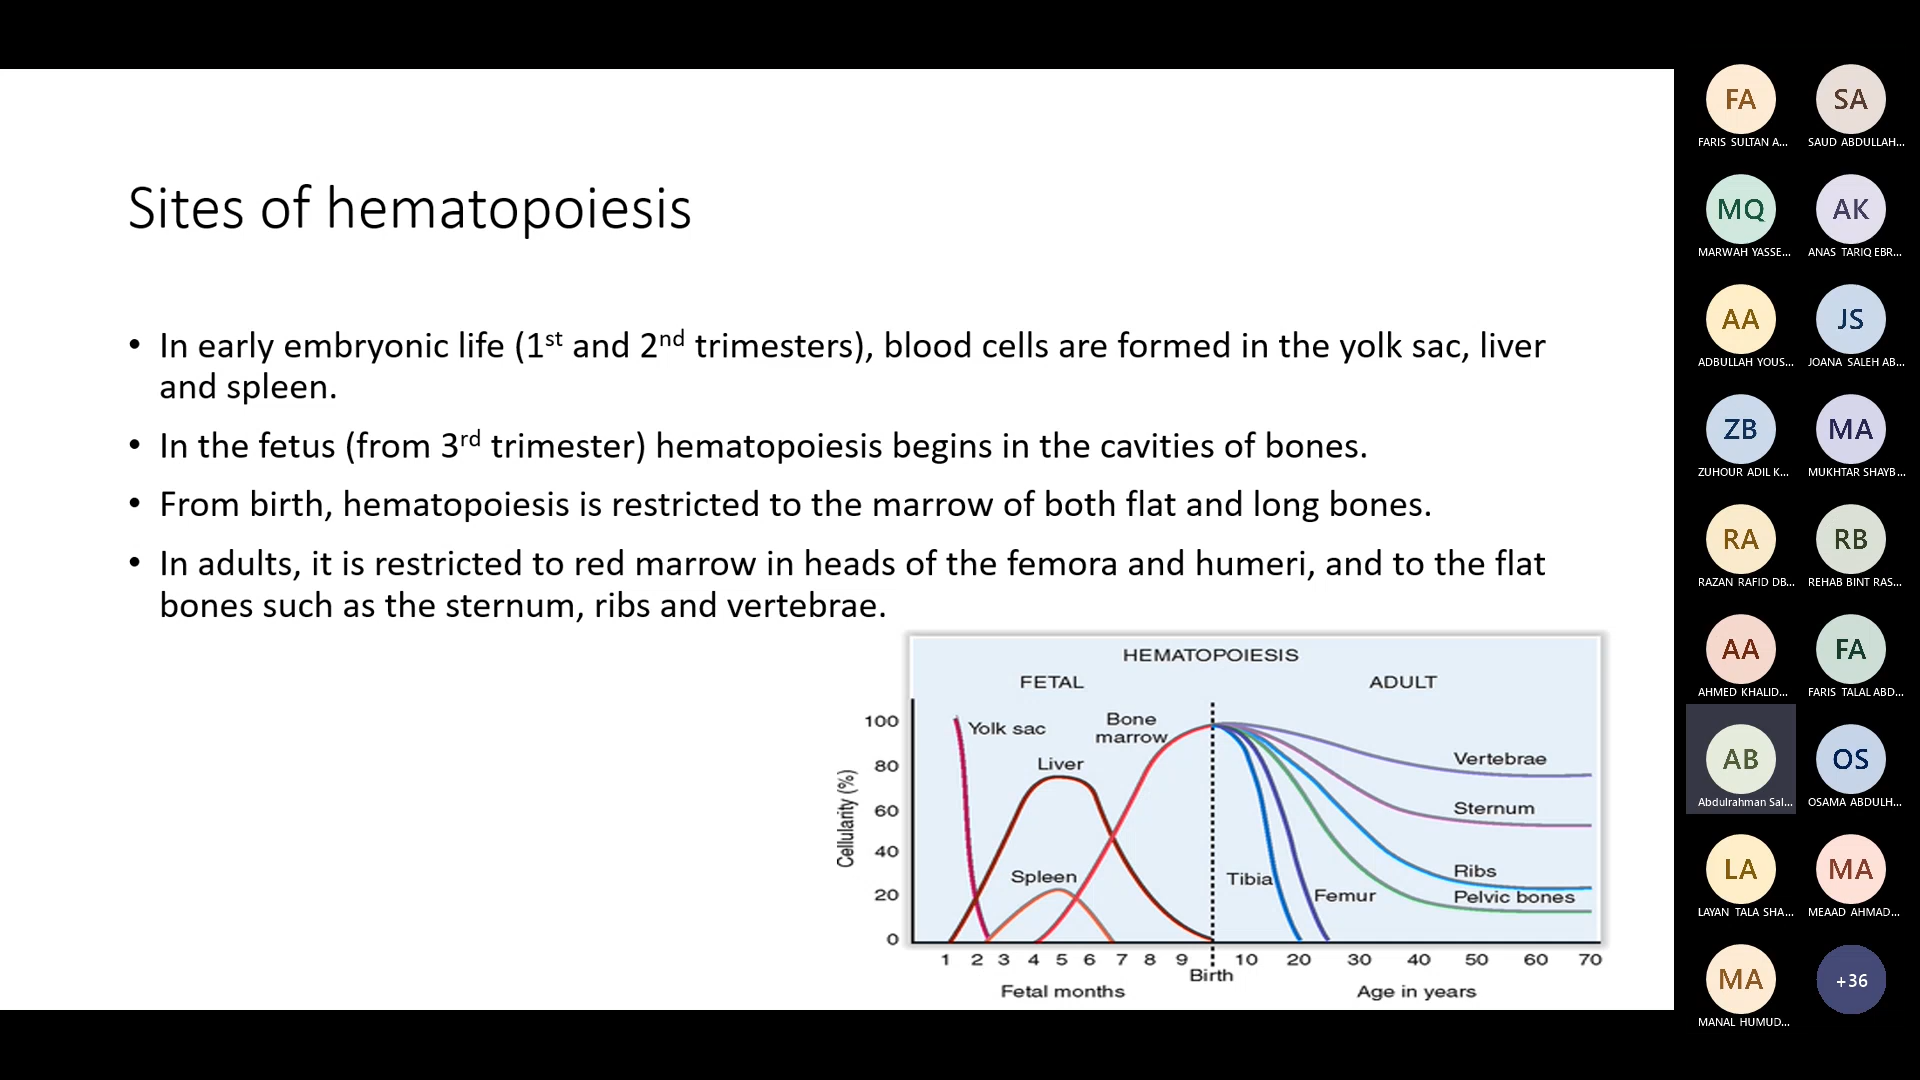 Sites of hematopoiesis
• In early embryonic life (1st and 2nd trimesters), blood cells are formed in the yolk sac, liver
and spleen.
• In the fetus (from 3rd trimester) hematopoiesis begins in the cavities of bones.
• From birth, hematopoiesis is restricted to the marrow of both flat and long bones.
• In adults, it is restricted to red marrow in heads of the femora and humeri, and to the flat
bones such as the sternum, ribs and vertebrae.
HEMATOPOIESIS
FETAL
ADULT
Cellularity (%)
100
80
60
40
20
0
Yolk sac
Liver
Spleen
Bone
marrow
Tibia
Femur
Vertebrae
Sternum
Ribs
Pelvic bones
1 2 3 4 5 6 7 8 9 10 20 30 40 50 60 70
Birth
Fetal months
Age in years
FA
FARIS SULTAN A...
SA
SAUD ABDULLAH...
MQ
MARWAH YASSE...
AK
ANAS TARIQ EBR...
AA
ADBULLAH YOUS...
JS
JOANA SALEH AB...
ZB
ZUHOUR ADIL K...
MA
MUKHTAR SHAYB...
RA
RAZAN RAFID DB...
RB
REHAB BINT RAS...
AA
AHMED KHALID...
FA
FARIS TALAL ABD...
AB
Abdulrahman Sal...
OS
OSAMA ABDULH...
LA
LAYAN TALA SHA...
MA
MEAAD AHMAD...
MA
MANAL HUMUD...
+36